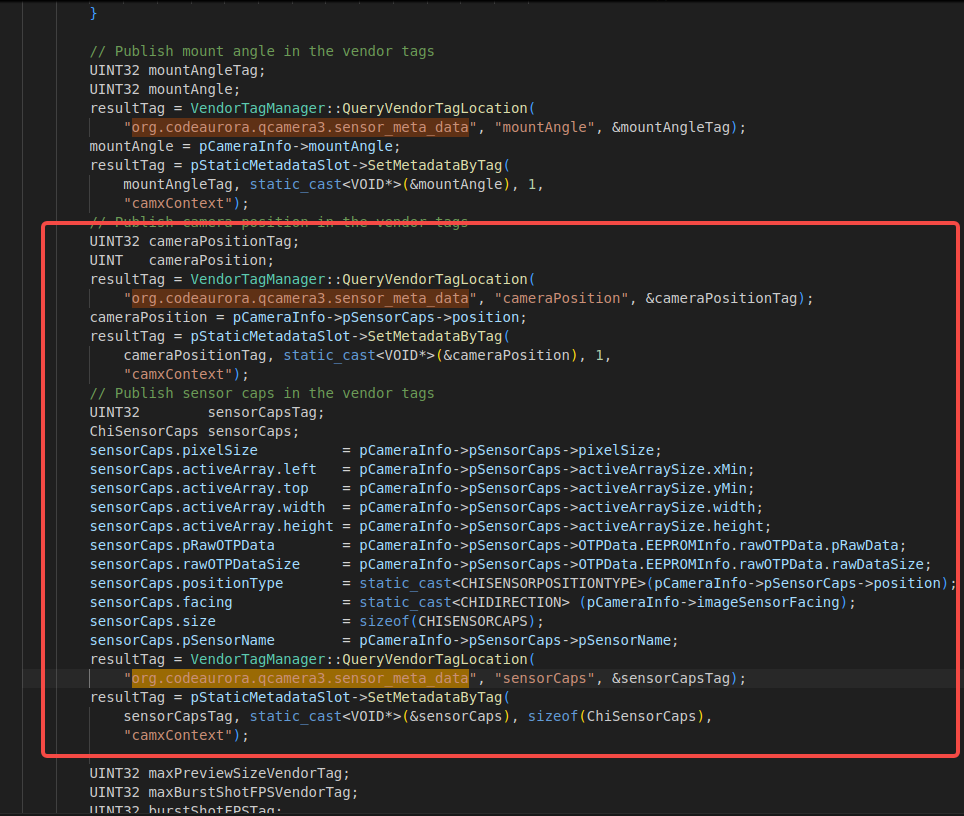 }
// Publish mount angle in the vendor tags
UINT32 mountAngleTag;
UINT32 mountAngle;
resultTag = VendorTagManager::QueryVendorTagLocation(
"org.codeaurora.qcamera3.sensor_meta_data", "mountAngle", &mountAngleTag);
mountAngle = pCameraInfo->mountAngle;
resultTag = pStaticMetadataSlot->SetMetadataByTag(
mountAngleTag, static_cast<VOID*>(&mountAngle), 1,
"camxContext");
// Publish camera position in the vendor tags
UINT32 cameraPositionTag;
UINT   cameraPosition;
resultTag = VendorTagManager::QueryVendorTagLocation(
"org.codeaurora.qcamera3.sensor_meta_data", "cameraPosition", &cameraPositionTag);
cameraPosition = pCameraInfo->pSensorCaps->position;
resultTag = pStaticMetadataSlot->SetMetadataByTag(
cameraPositionTag, static_cast<VOID*>(&cameraPosition), 1,
"camxContext");
// Publish sensor caps in the vendor tags
UINT32        sensorCapsTag;
ChiSensorCaps sensorCaps;
sensorCaps.pixelSize          = pCameraInfo->pSensorCaps->pixelSize;
sensorCaps.activeArray.left   = pCameraInfo->pSensorCaps->activeArraySize.xMin;
sensorCaps.activeArray.top    = pCameraInfo->pSensorCaps->activeArraySize.yMin;
sensorCaps.activeArray.width  = pCameraInfo->pSensorCaps->activeArraySize.width;
sensorCaps.activeArray.height = pCameraInfo->pSensorCaps->activeArraySize.height;
sensorCaps.pRawOTPData        = pCameraInfo->pSensorCaps->OTPData.EEPROMInfo.rawOTPData.pRawData;
sensorCaps.rawOTPDataSize     = pCameraInfo->pSensorCaps->OTPData.EEPROMInfo.rawOTPData.rawDataSize;
sensorCaps.positionType       = static_cast<CHISENSORPOSITIONTYPE>(pCameraInfo->pSensorCaps->position);
sensorCaps.facing             = static_cast<CHIDIRECTION> (pCameraInfo->imageSensorFacing);
sensorCaps.size               = sizeof(CHISENSORCAPS);
sensorCaps.pSensorName        = pCameraInfo->pSensorCaps->pSensorName;
resultTag = VendorTagManager::QueryVendorTagLocation(
"org.codeaurora.qcamera3.sensor_meta_data", "sensorCaps", &sensorCapsTag);
resultTag = pStaticMetadataSlot->SetMetadataByTag(
sensorCapsTag, static_cast<VOID*>(&sensorCaps), sizeof(ChiSensorCaps),
"camxContext");
UINT32 maxPreviewSizeVendorTag;
UINT32 maxBurstShotFPSVendorTag;
UINT32 burstShotFPSTag;